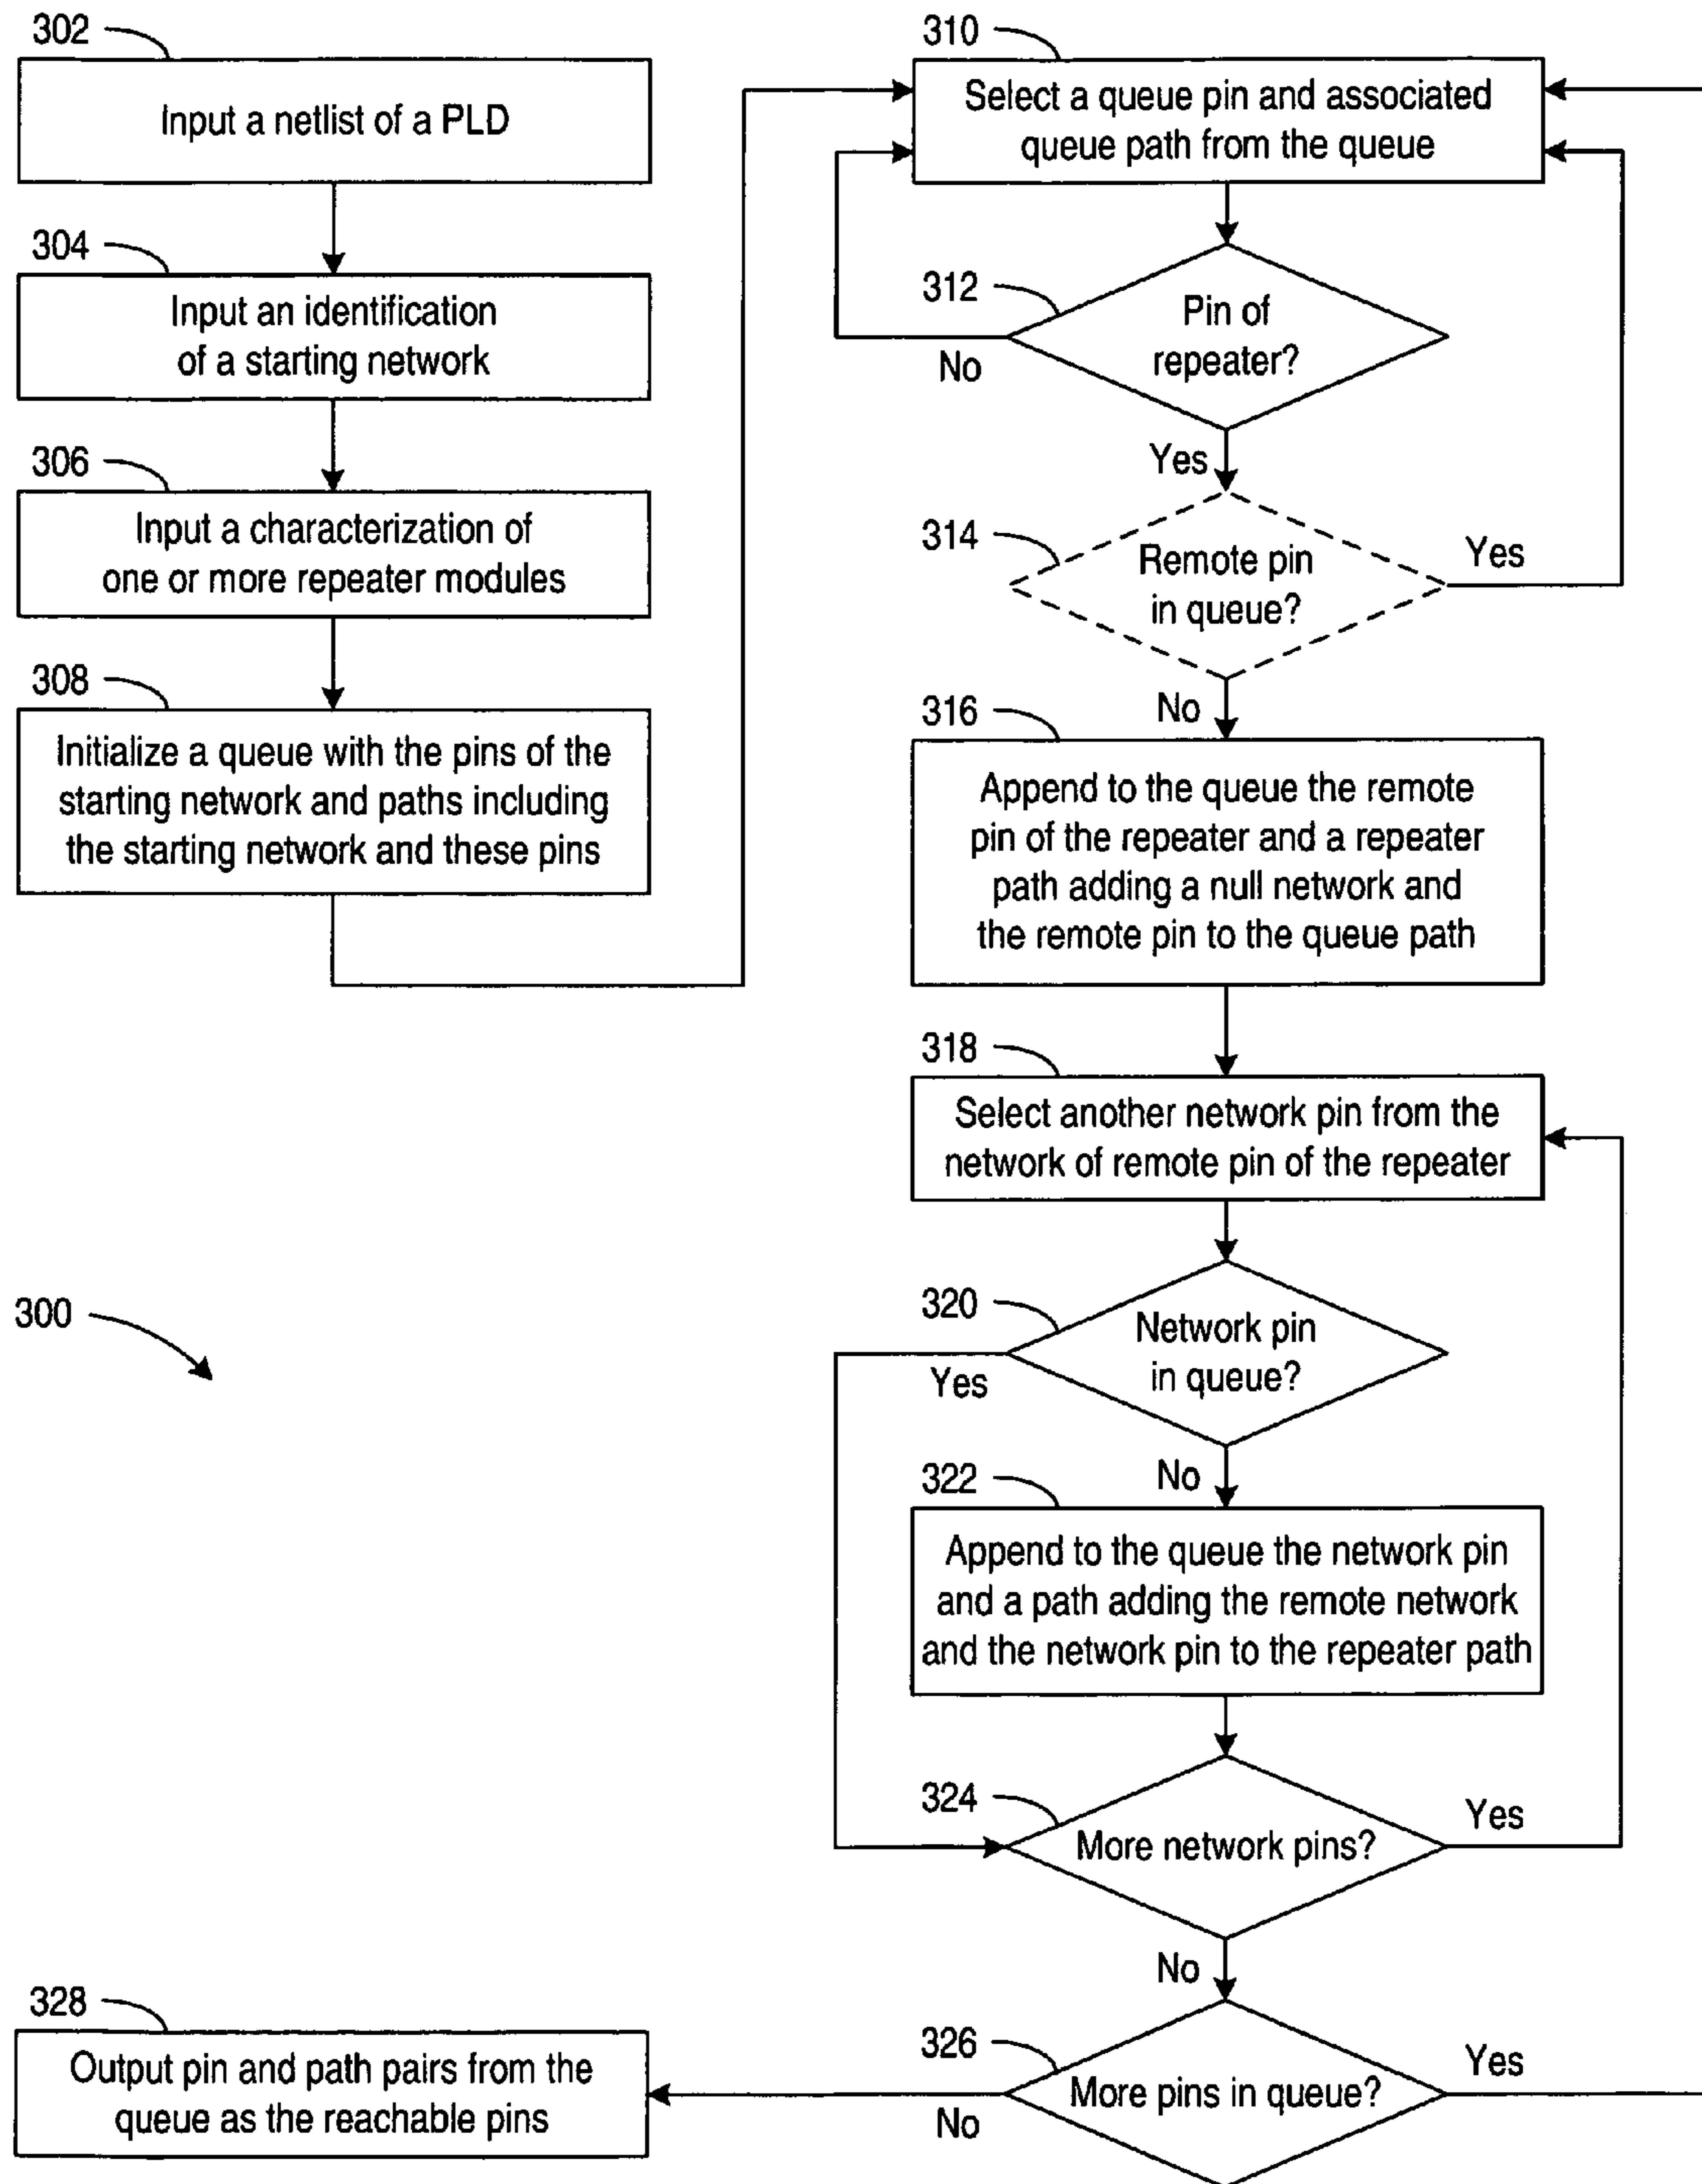 302
Input a netlist of a PLD
304
Input an identification
of a starting network
306
Input a characterization of
one or more repeater modules
308
Initialize a queue with the pins of the
starting network and paths including
the starting network and these pins
310
Select a queue pin and associated
queue path from the queue
312
Pin of
repeater?
No
Yes
314
Remote pin
in queue?
Yes
No
316
Append to the queue the remote
pin of the repeater and a repeater
path adding a null network and
the remote pin to the queue path
318
Select another network pin from the
network of remote pin of the repeater
300
320
Network pin
in queue?
Yes
No
322
Append to the queue the network pin
and a path adding the remote network
and the network pin to the repeater path
324
More network pins?
Yes
No
326
More pins in queue?
Yes
No
328
Output pin and path pairs from the
queue as the reachable pins